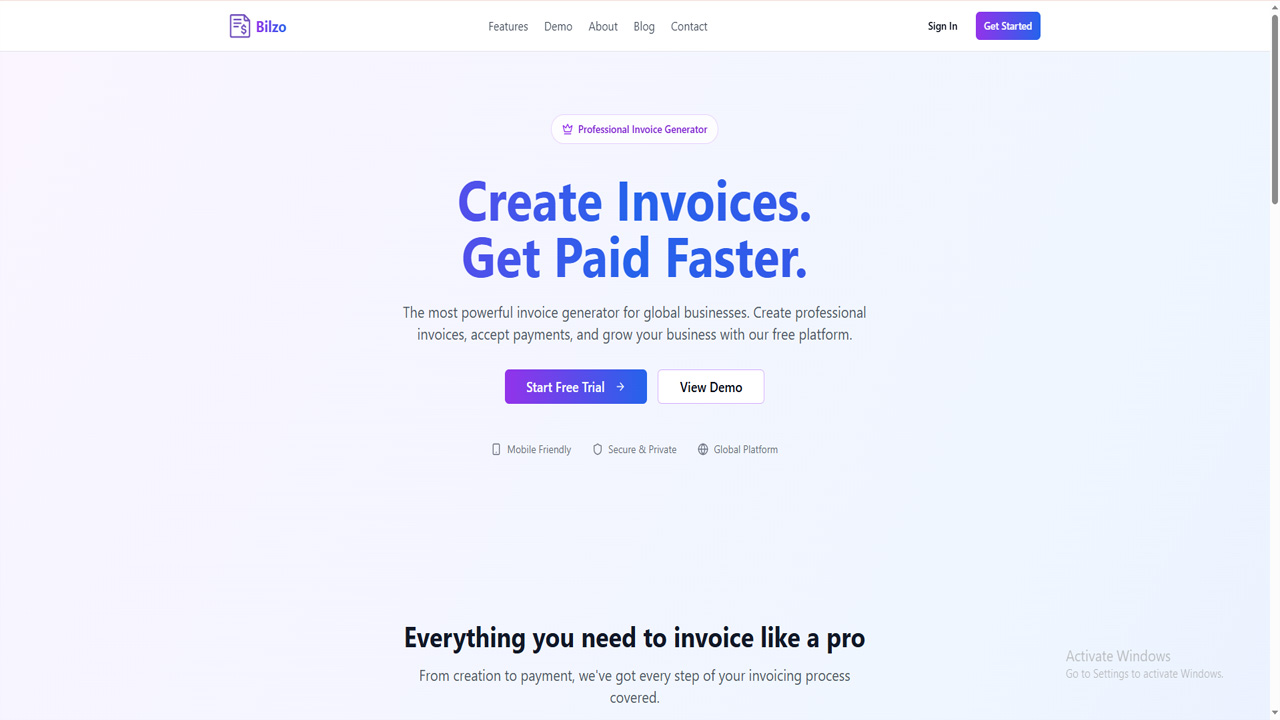 Bilzo
Features Demo About Blog Contact
Sign In
Get Started
Professional Invoice Generator
Create Invoices.
Get Paid Faster.
The most powerful invoice generator for global businesses. Create professional
invoices, accept payments, and grow your business with our free platform.
Start Free Trial →
View Demo
Mobile Friendly
Secure & Private
Global Platform
Everything you need to invoice like a pro
From creation to payment, we've got every step of your invoicing process
covered.
Activate Windows
Go to Settings to activate Windows.